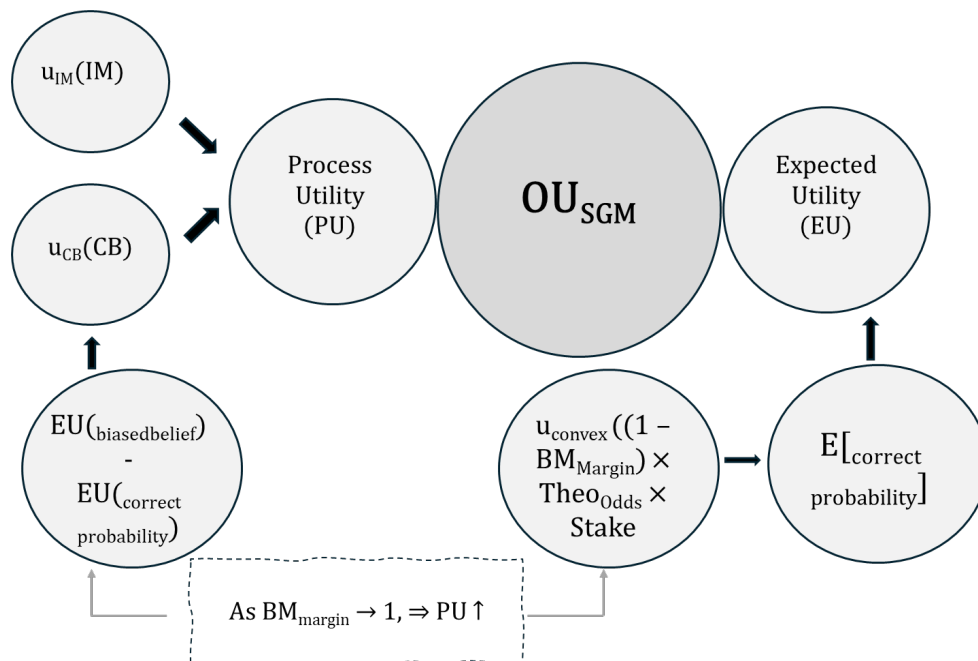 u_IM(IM)
Process
Utility
(PU)
OU_SGM
Expected
Utility
(EU)
u_CB(CB)
EU(_biasedbelief)
-
EU(_correct
probability)
u_convex ((1 –
BM_Margin) ×
Theo_Odds ×
Stake
E[_correct
probability]
As BM_margin → 1, ⇒ PU ↑